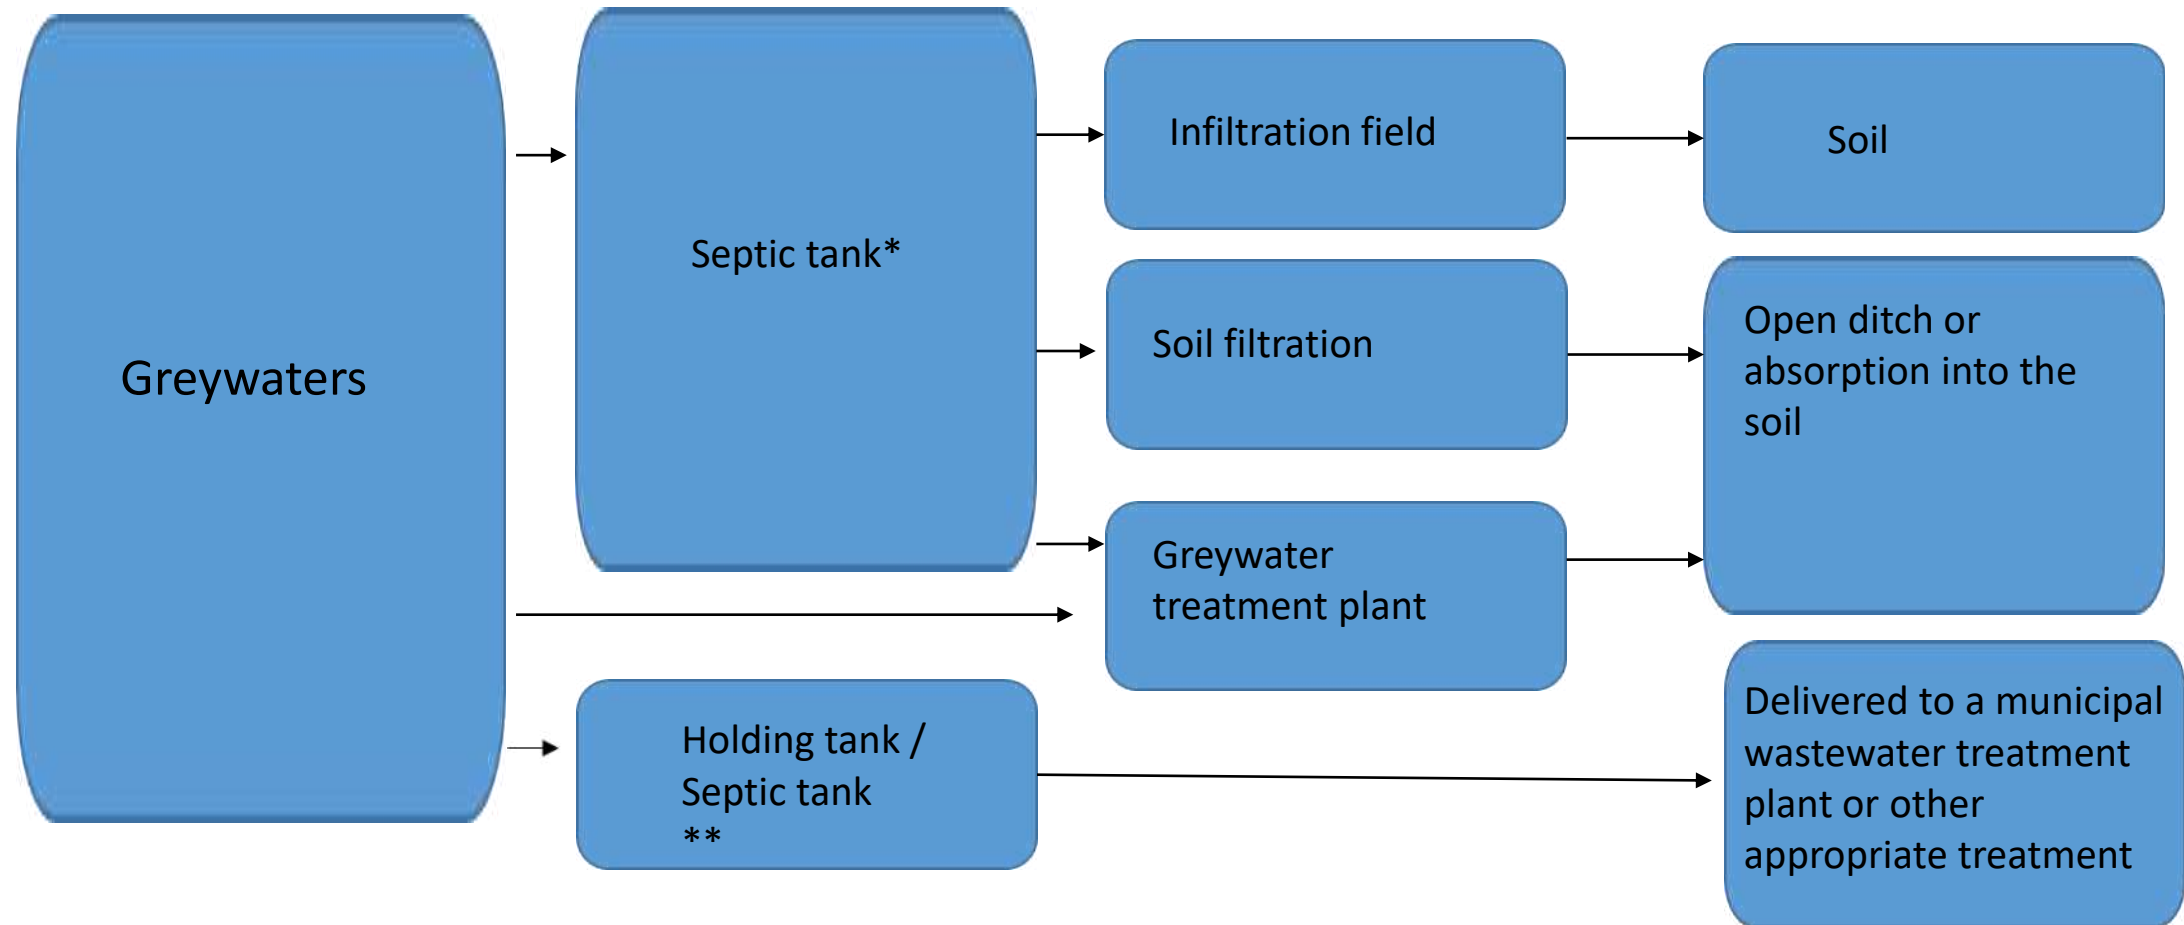 Greywaters
Septic tank*
Infiltration field
Soil
Soil filtration
Open ditch or
absorption into the
soil
Greywater
treatment plant
Holding tank /
Septic tank
**
Delivered to a municipal
wastewater treatment
plant or other
appropriate treatment